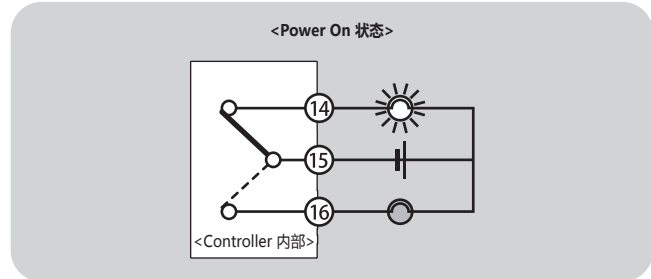 <Power On 状态>
14
15
16
<Controller 内部>